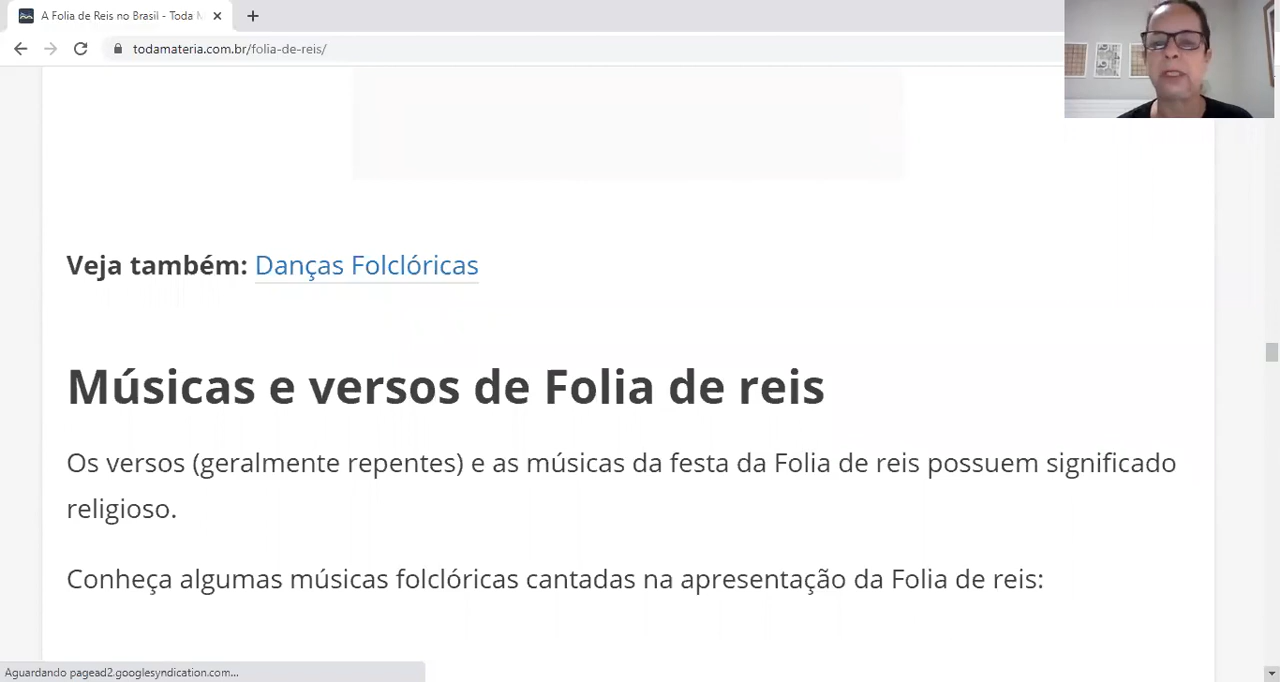 A Folia de Reis no Brasil - Toda M
todamateria.com.br/folia-de-reis/
Veja também: Danças Folclóricas
Músicas e versos de Folia de reis
Os versos (geralmente repentes) e as músicas da festa da Folia de reis possuem significado
religioso.
Conheça algumas músicas folclóricas cantadas na apresentação da Folia de reis:
Aguardando pagead2.googlesyndication.com...